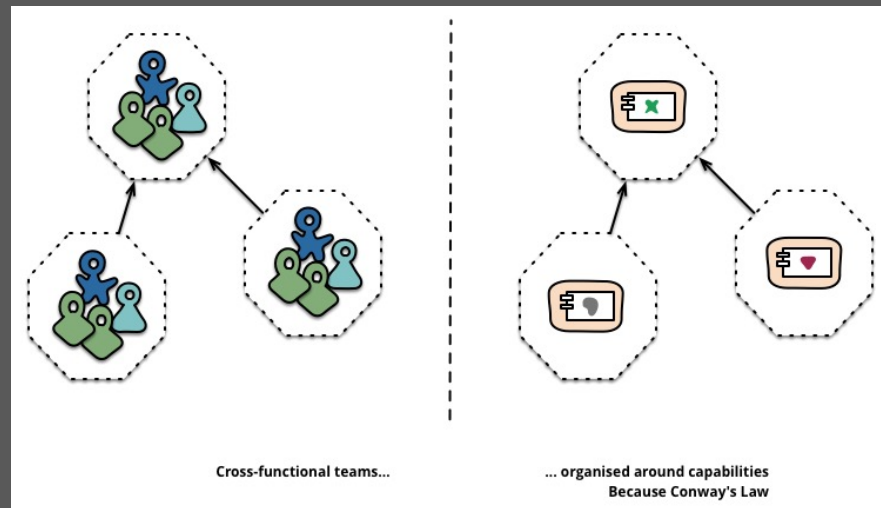 Cross-functional teams...
... organised around capabilities
Because Conway's Law